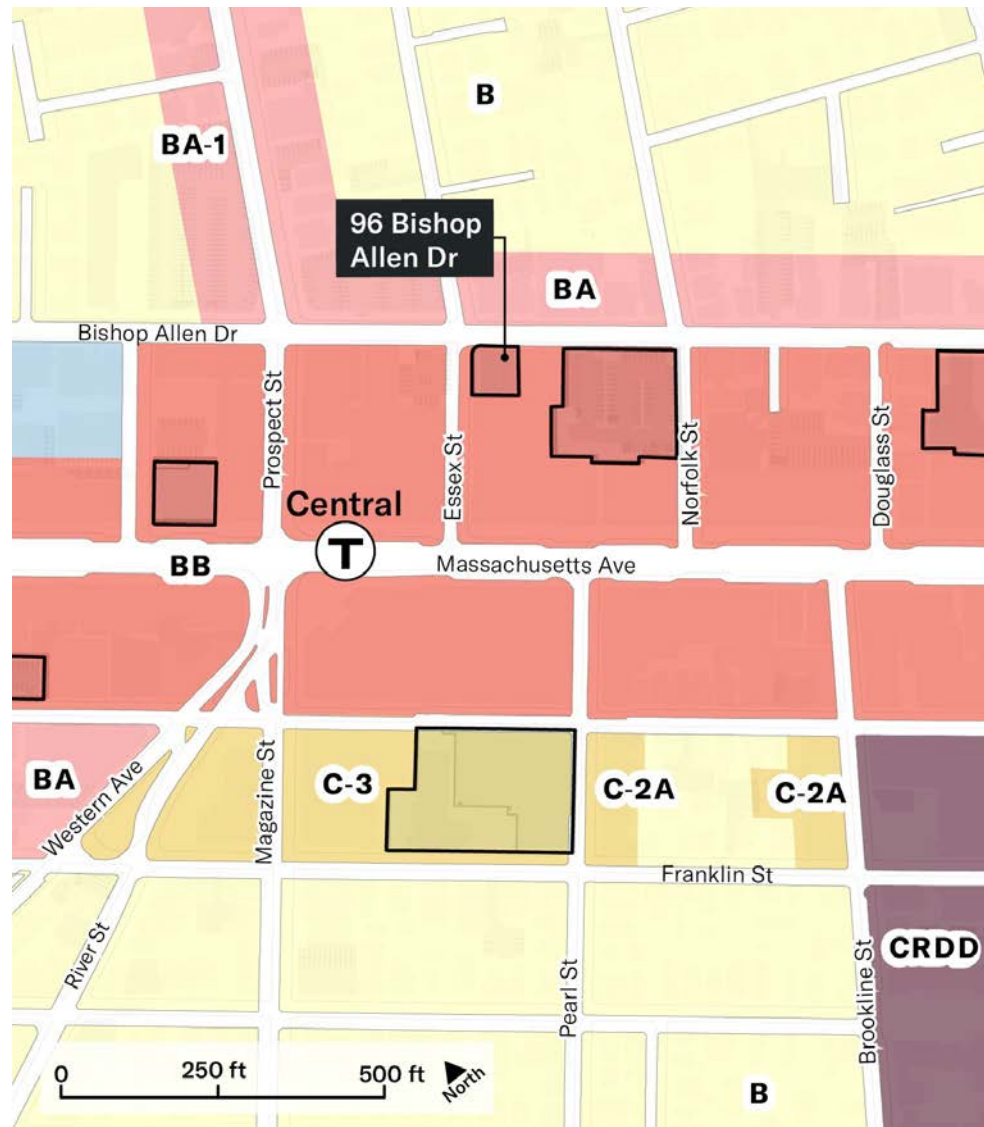 B
BA-1
96 Bishop
Allen Dr
BA
Bishop Allen Dr
Prospect St
Essex St
Norfolk St
Douglass St
Central
T
BB
Massachusetts Ave
BA
Western Ave
Magazine St
C-3
C-2A
C-2A
Franklin St
River St
Pearl St
Brookline St
CRDD
0
250 ft
500 ft
North
B